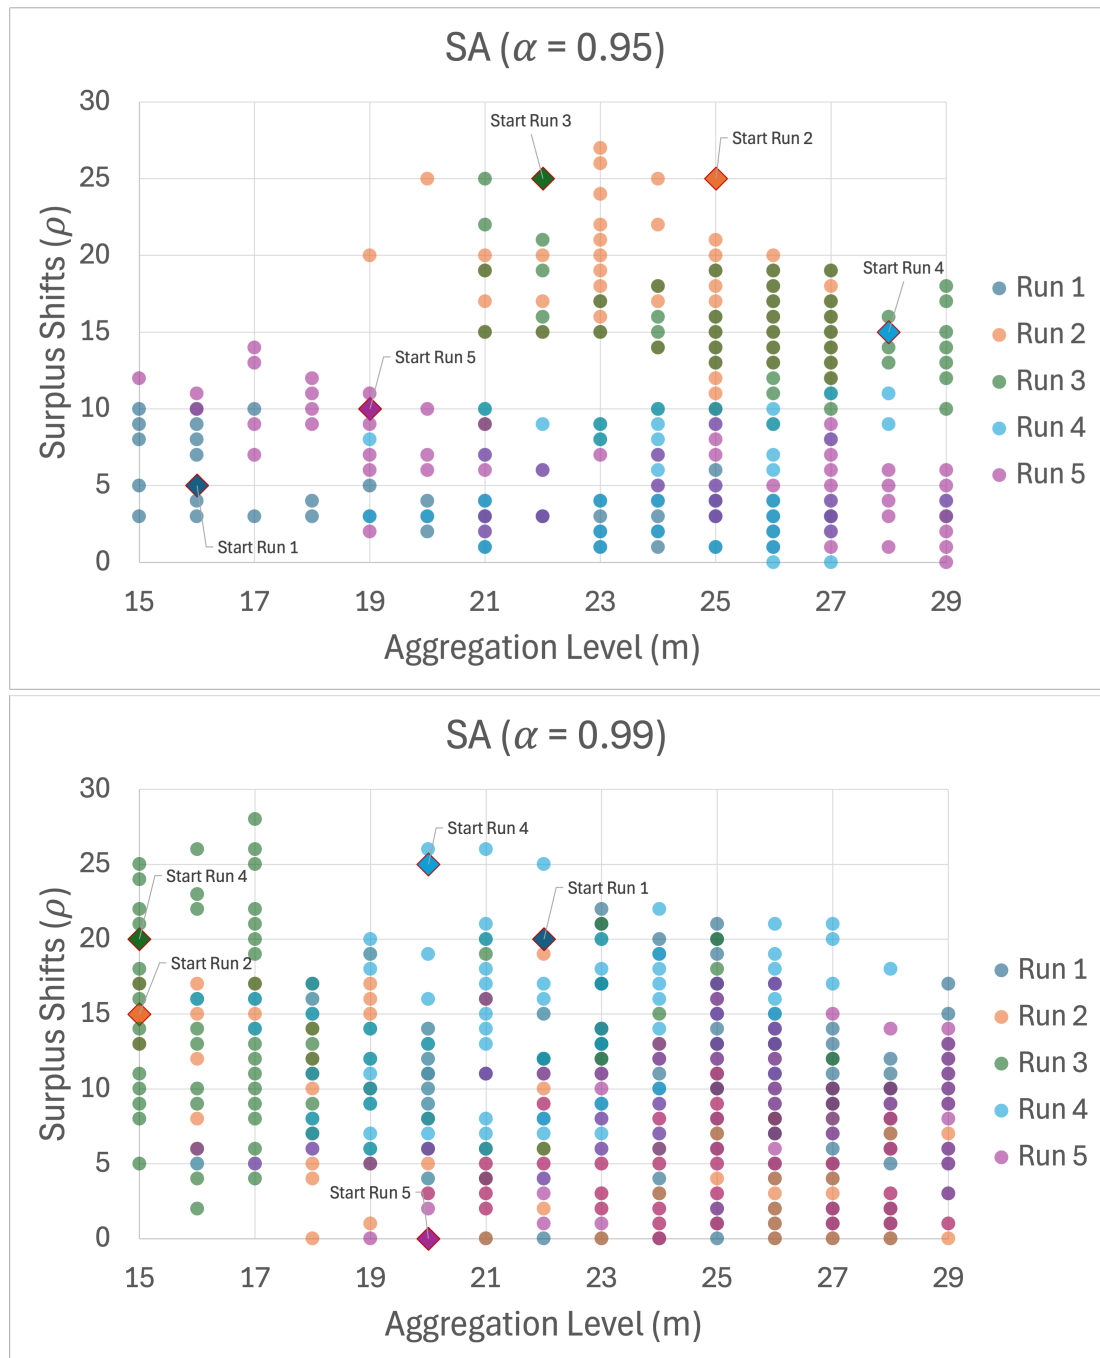 SA (α = 0.95)
30
25
20
15
10
5
0
Surplus Shifts (ρ)
Start Run 3
Start Run 2
Start Run 4
Start Run 5
Start Run 1
15 17 19 21 23 25 27 29
Aggregation Level (m)
Run 1
Run 2
Run 3
Run 4
Run 5
SA (α = 0.99)
30
25
20
15
10
5
0
Surplus Shifts (ρ)
Start Run 4
Start Run 4
Start Run 1
Start Run 2
Start Run 5
15 17 19 21 23 25 27 29
Aggregation Level (m)
Run 1
Run 2
Run 3
Run 4
Run 5